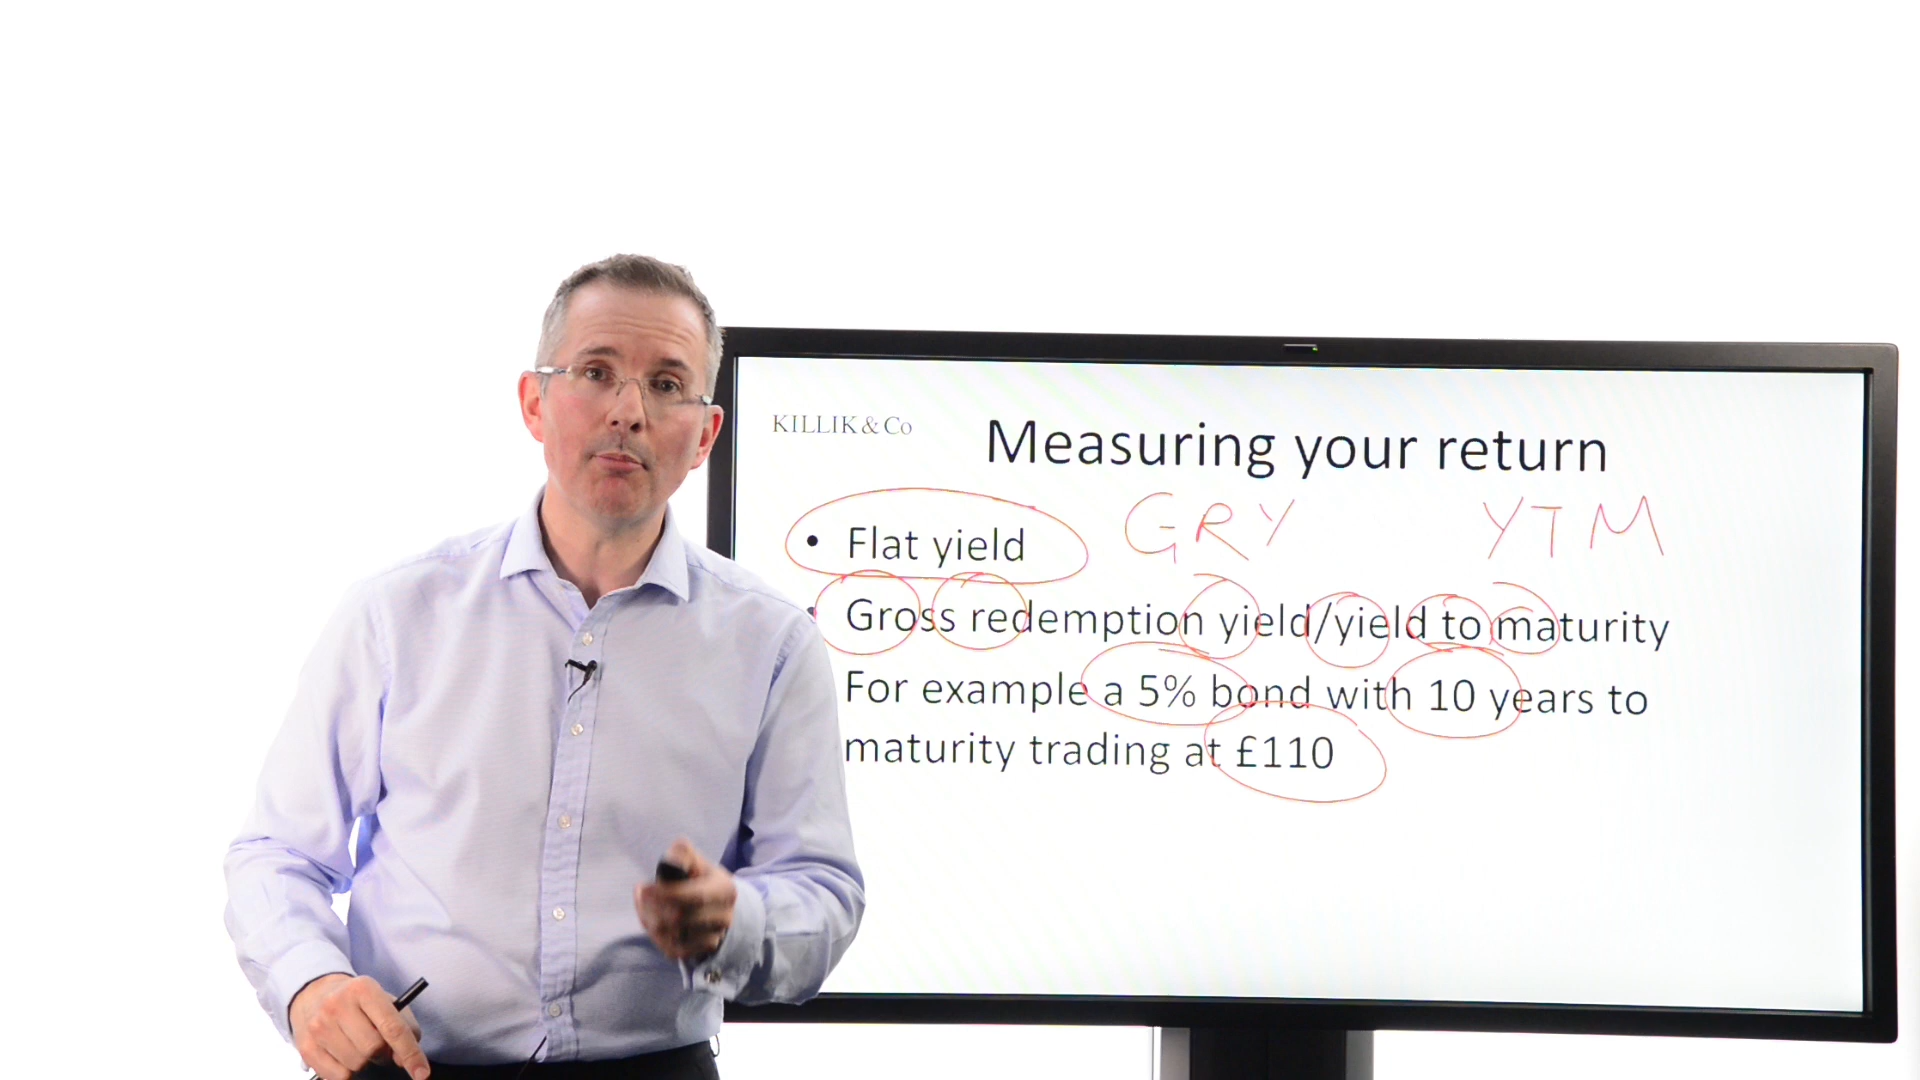 KILLIK & Co
Measuring your return
GRY YTM
• Flat yield
• Gross redemption yield/yield to maturity
For example a 5% bond with 10 years to
maturity trading at £110